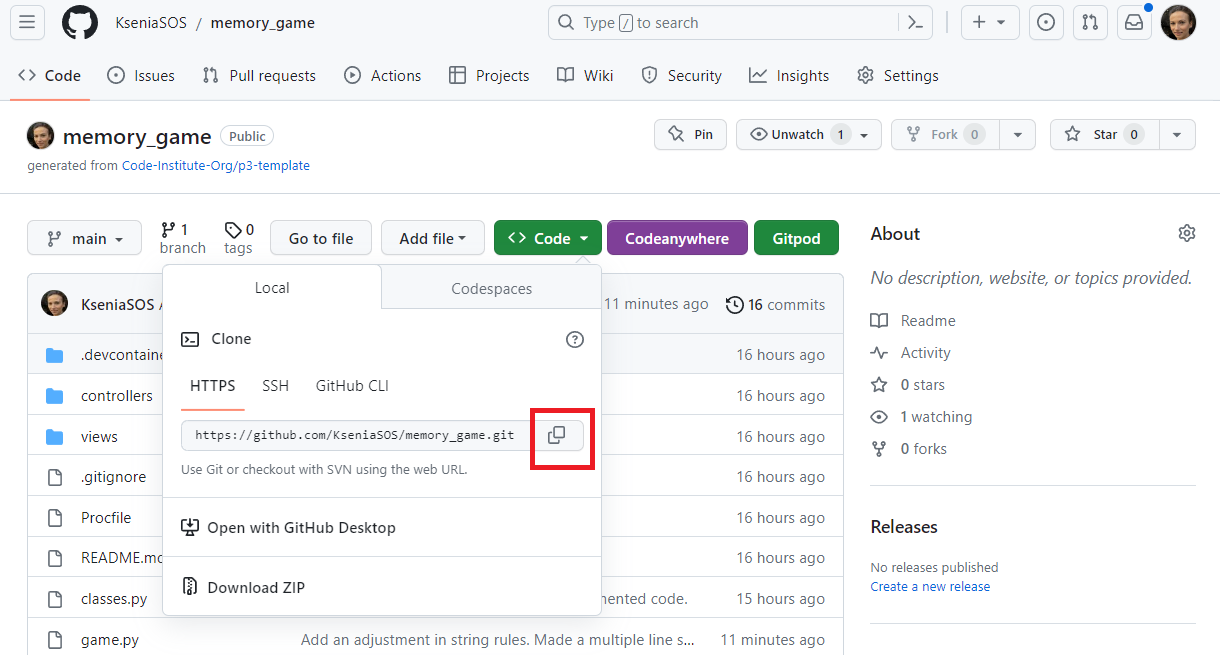 KseniaSOS / memory_game
Type / to search
Code Issues Pull requests Actions Projects Wiki Security Insights Settings
memory_game Public
Pin Unwatch 1 Fork 0 Star 0
generated from Code-Institute-Org/p3-template
main 1 branch 0 tags Go to file Add file Code Codeanywhere Gitpod
About
No description, website, or topics provided.
Readme
Activity
0 stars
1 watching
0 forks
Releases
No releases published
Create a new release
Local Codespaces
Clone
HTTPS SSH GitHub CLI
https://github.com/KseniaSOS/memory_game.git
Use Git or checkout with SVN using the web URL.
Open with GitHub Desktop
Download ZIP
KseniaSOS 11 minutes ago 16 commits
16 hours ago
controllers 16 hours ago
views 16 hours ago
.gitignore 16 hours ago
Procfile 16 hours ago
16 hours ago
classes.py code. 15 hours ago
game.py Add an adjustment in string rules. Made a multiple line s... 11 minutes ago